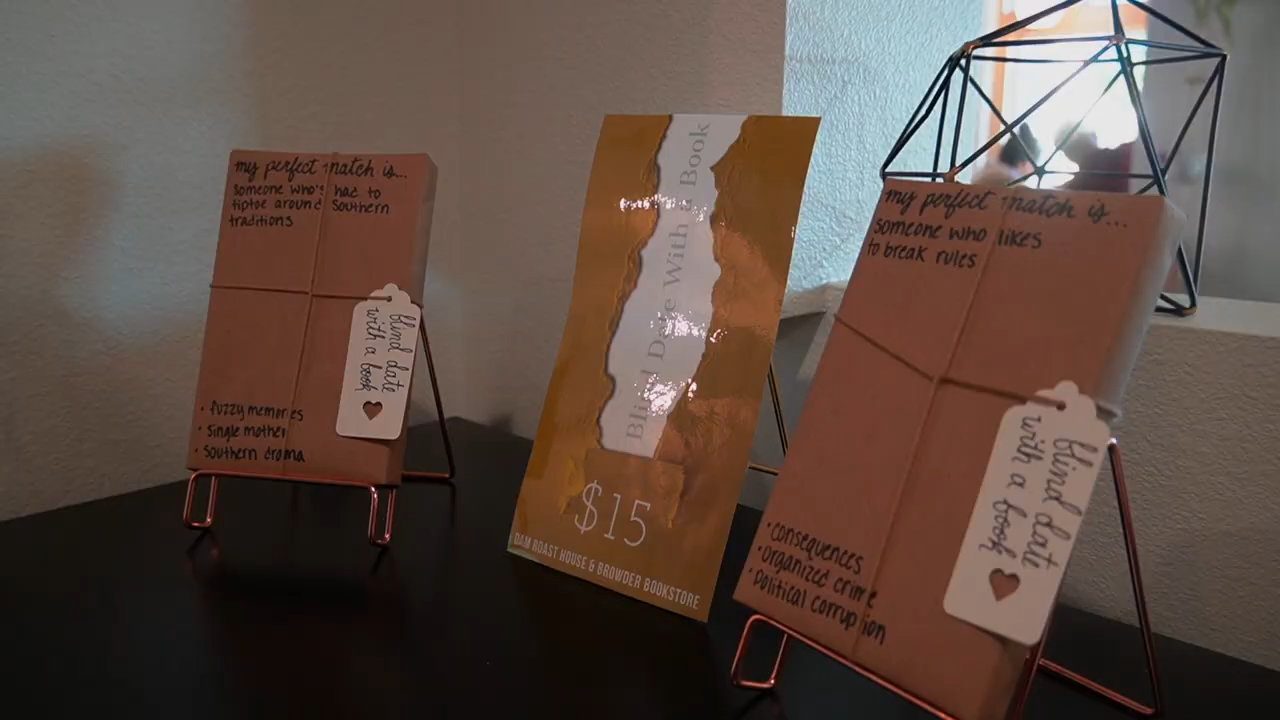 my perfect match is...
someone who's had to
tiptoe around Southern
traditions
blind date
with a book
• fuzzy memories
• single mother
• Southern drama
Blind Date With a Book
$15
DAM ROAST HOUSE & BROWDER BOOKSTORE
my perfect match is...
someone who likes
to break rules
blind date
with a book
• consequences
• organized crime
• political corruption